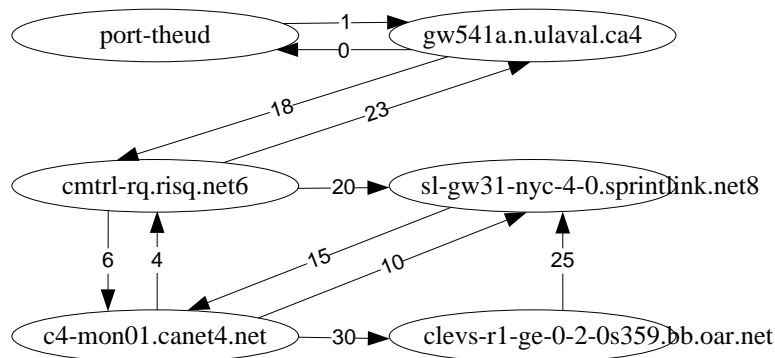 port-theud
1
gw541a.n.ulaval.ca4
0
18
23
cmtrl-rq.risq.net6
20
sl-gw31-nyc-4-0.sprintlink.net8
6
4
15
10
25
c4-mon01.canet4.net
30
clevs-r1-ge-0-2-0s359.bb.oar.net